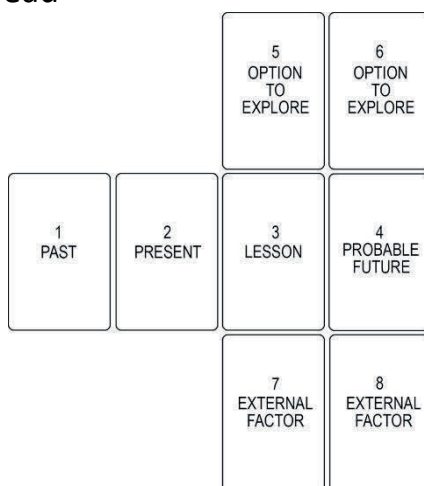 5
OPTION
TO
EXPLORE
6
OPTION
TO
EXPLORE
1
PAST
2
PRESENT
3
LESSON
4
PROBABLE
FUTURE
7
EXTERNAL
FACTOR
8
EXTERNAL
FACTOR